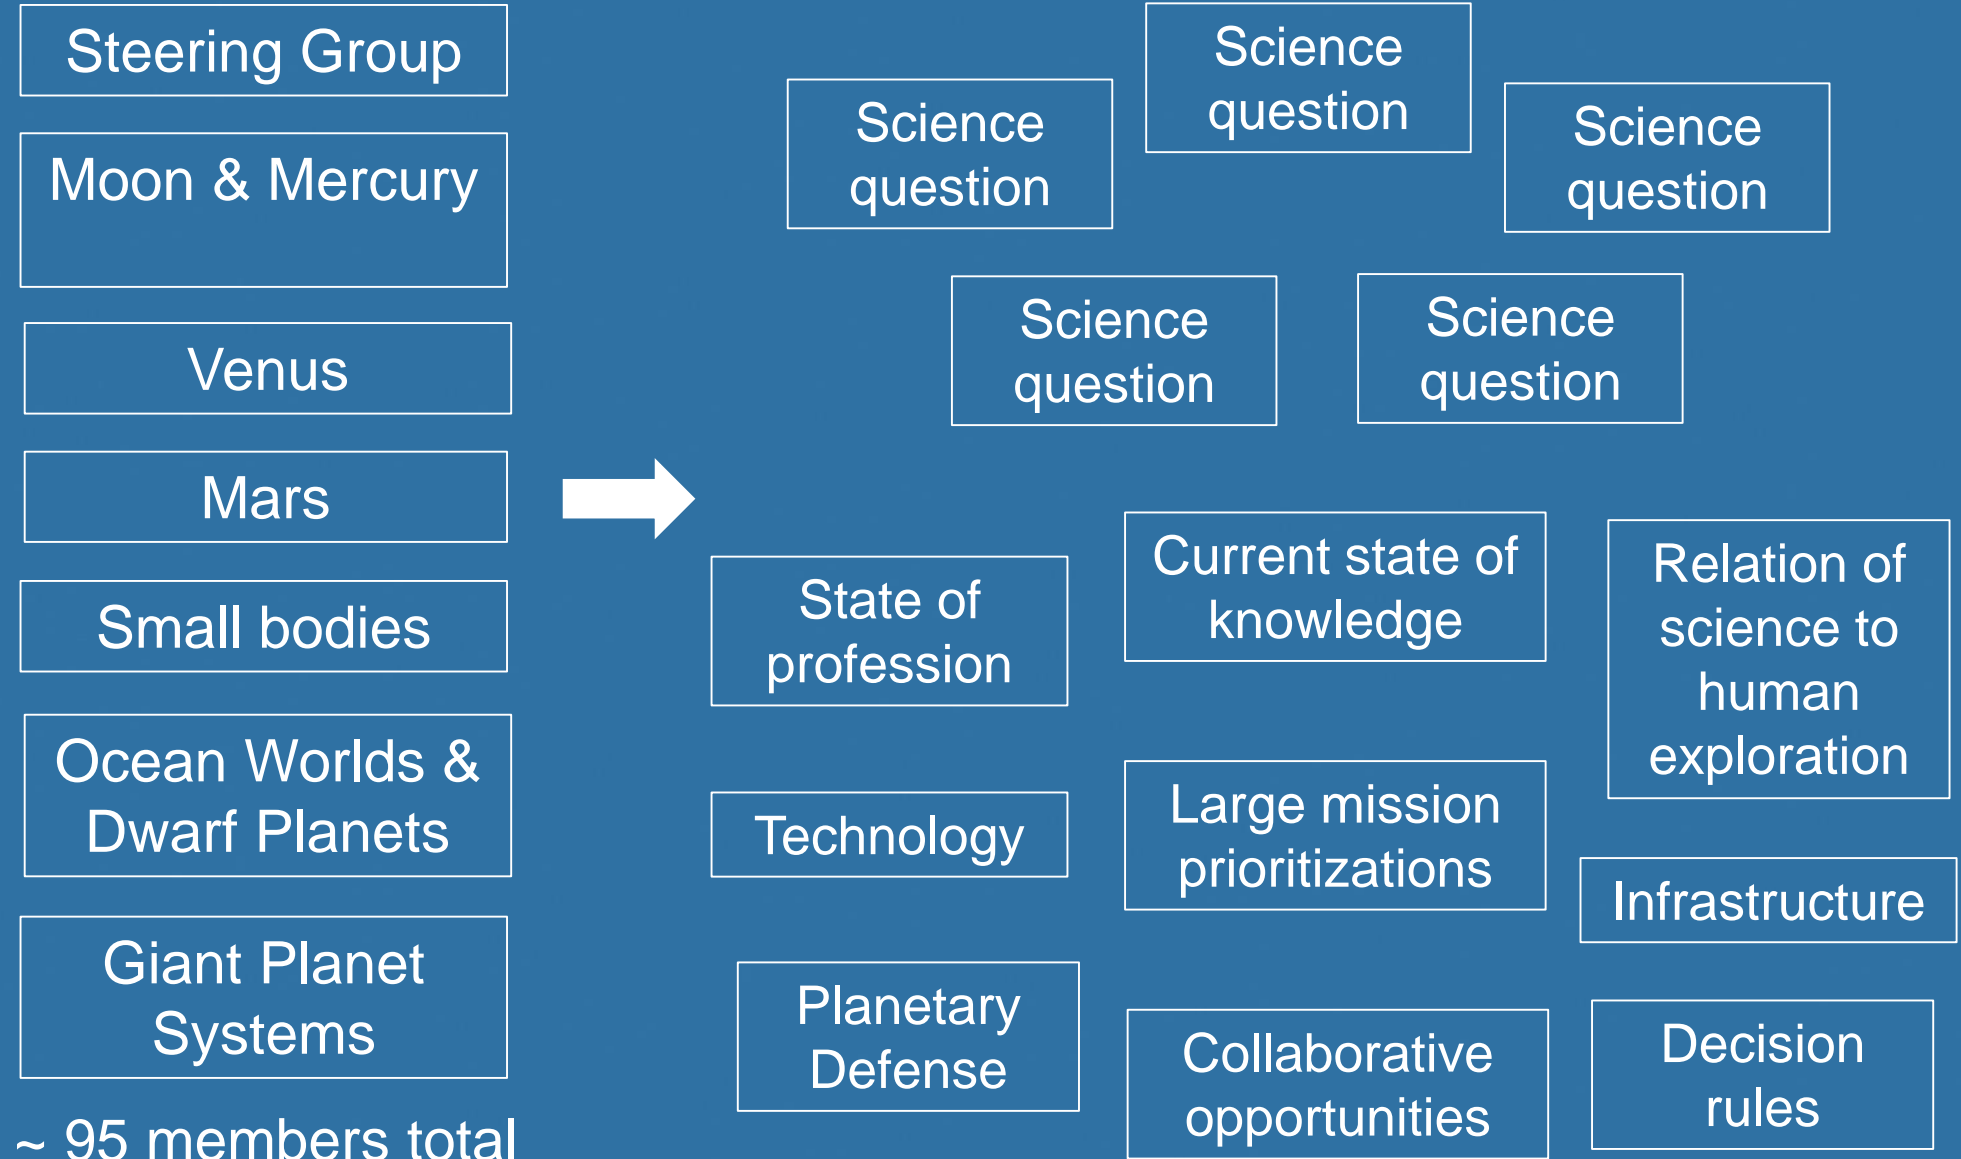 Steering Group
Moon & Mercury
Venus
Mars
Small bodies
Ocean Worlds &
Dwarf Planets
Giant Planet
Systems
~ 95 members total
Science
question
Science
question
Science
question
Science
question
Science
question
State of
profession
Current state of
knowledge
Relation of
science to
human
exploration
Technology
Large mission
prioritizations
Infrastructure
Planetary
Defense
Collaborative
opportunities
Decision
rules